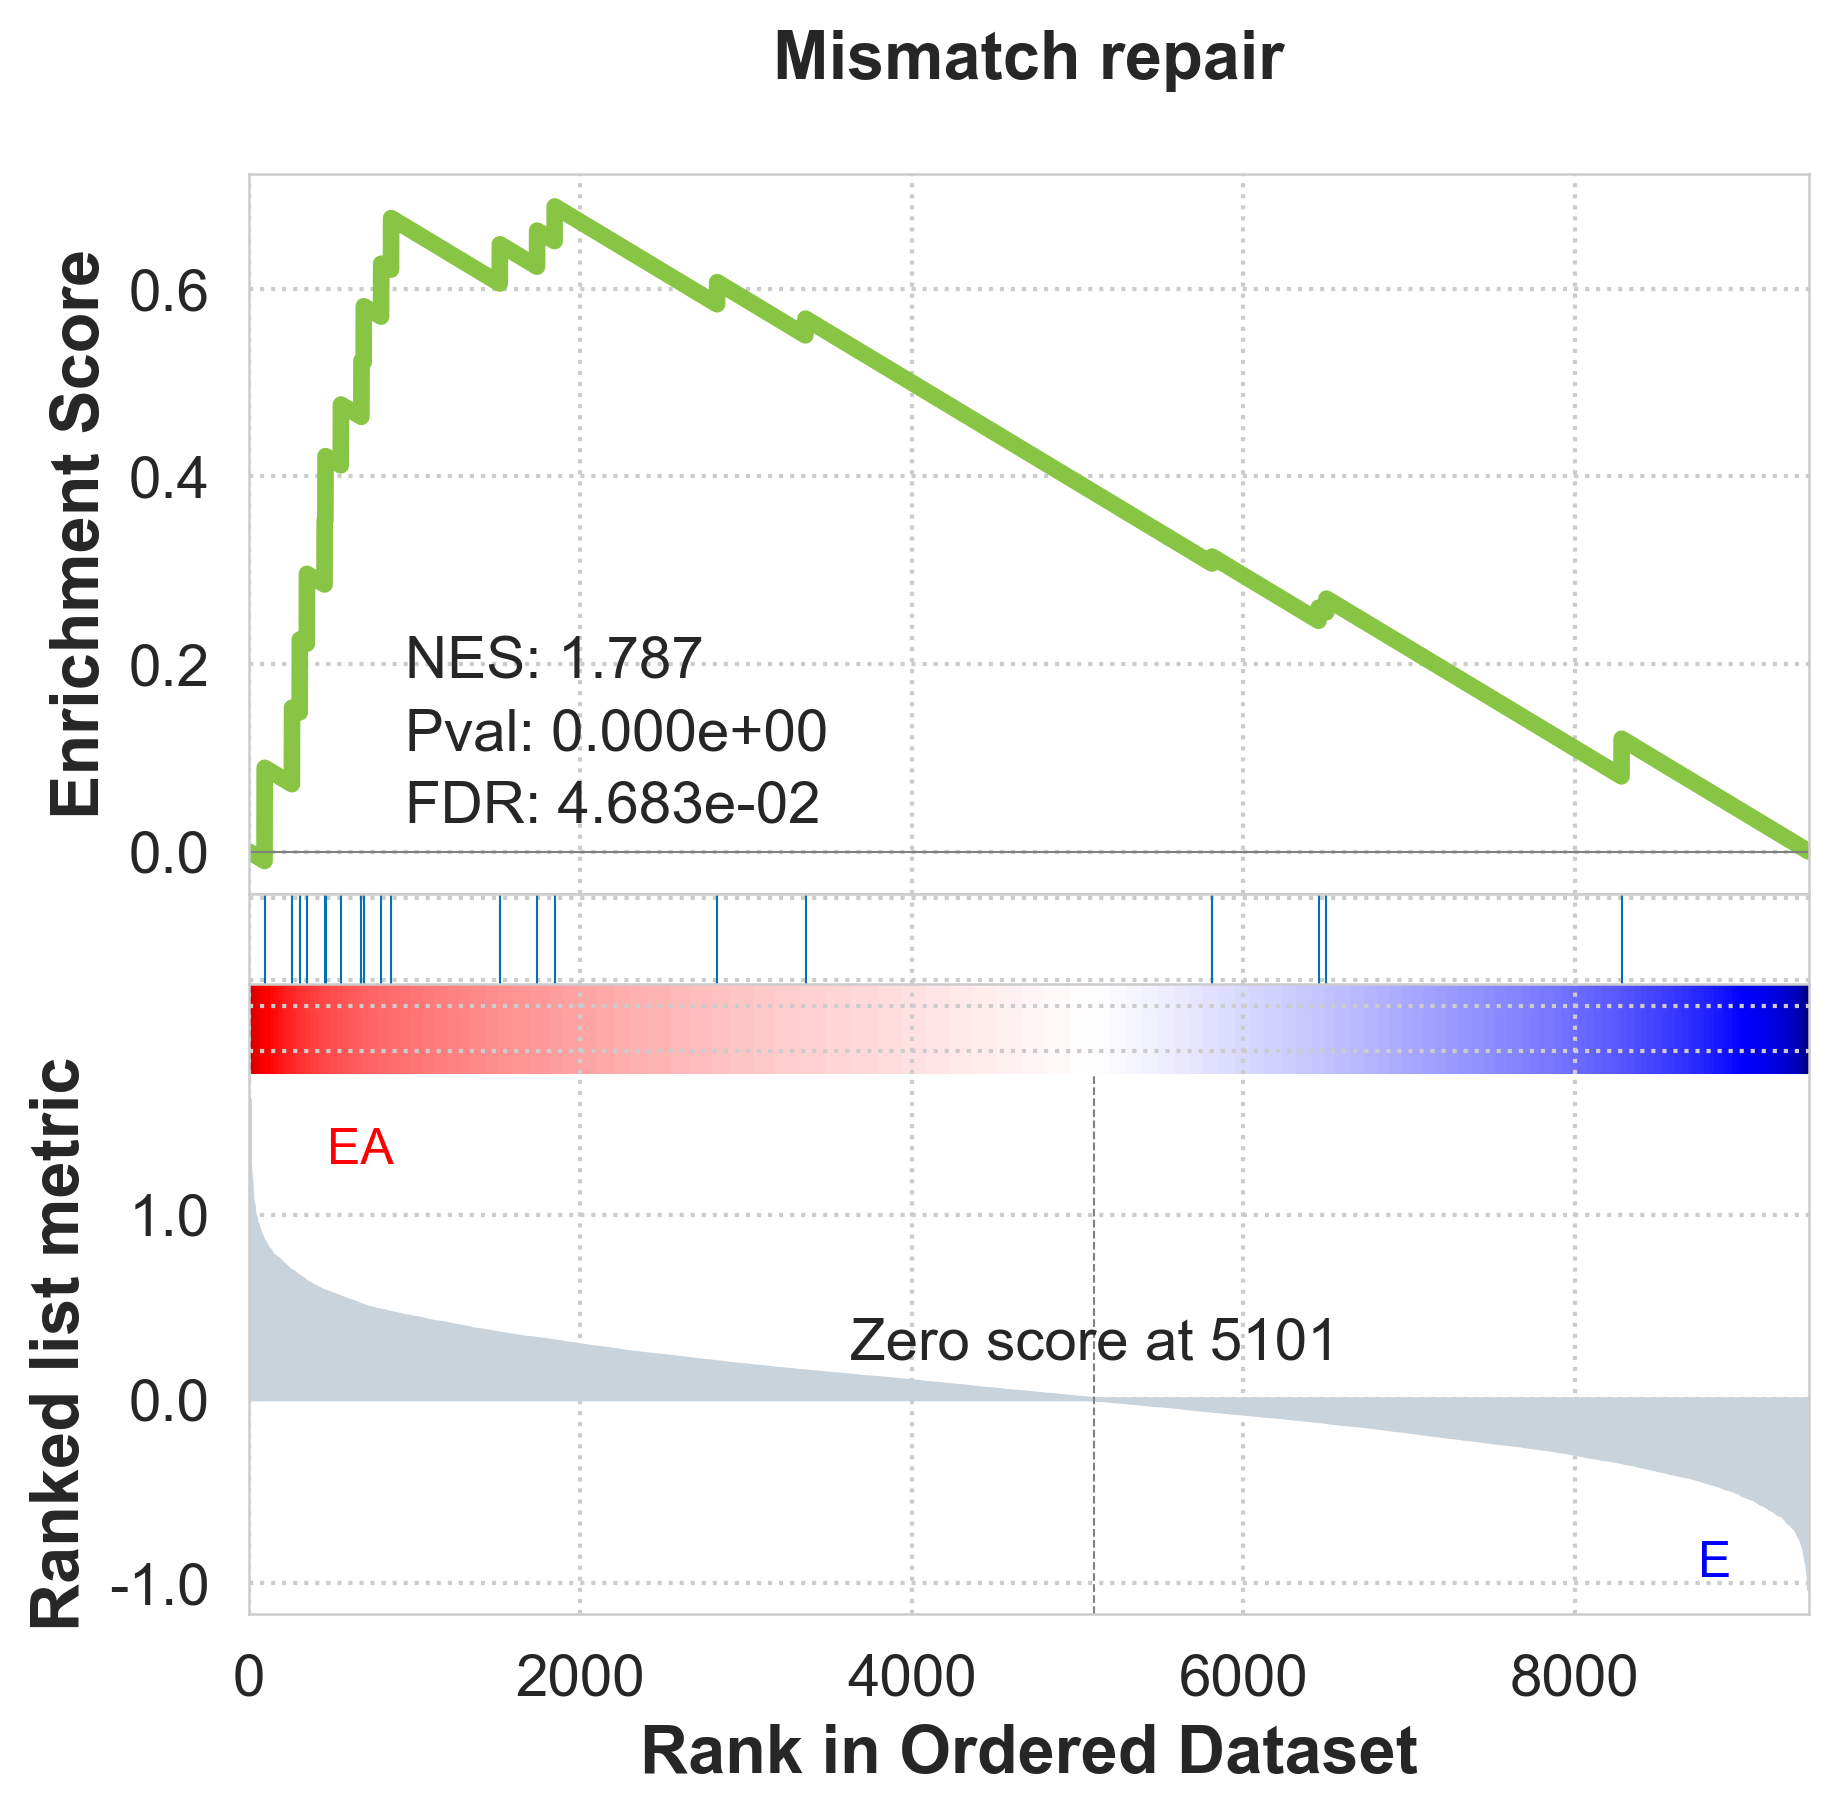 Mismatch repair
Enrichment Score
0.6
0.4
0.2
0.0
NES: 1.787
Pval: 0.000e+00
FDR: 4.683e-02
Ranked list metric
EA
1.0
0.0
-1.0
Zero score at 5101
E
0 2000 4000 6000 8000
Rank in Ordered Dataset